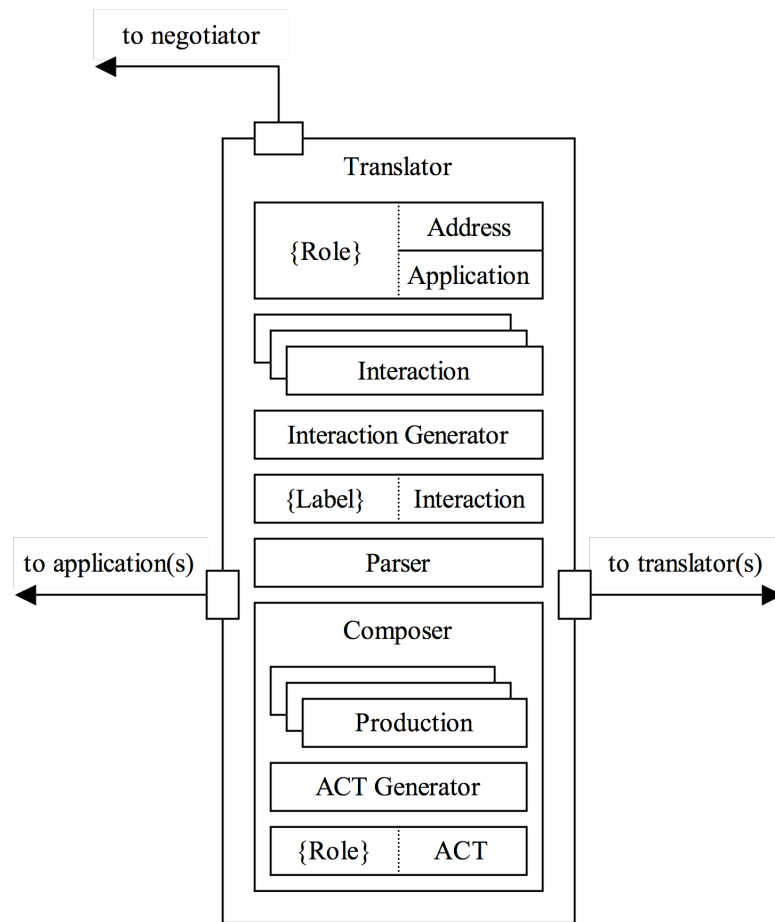 to negotiator
Translator
{Role}
Address
Application
Interaction
Interaction Generator
{Label} Interaction
Parser
to application(s)
to translator(s)
Composer
Production
ACT Generator
{Role} ACT